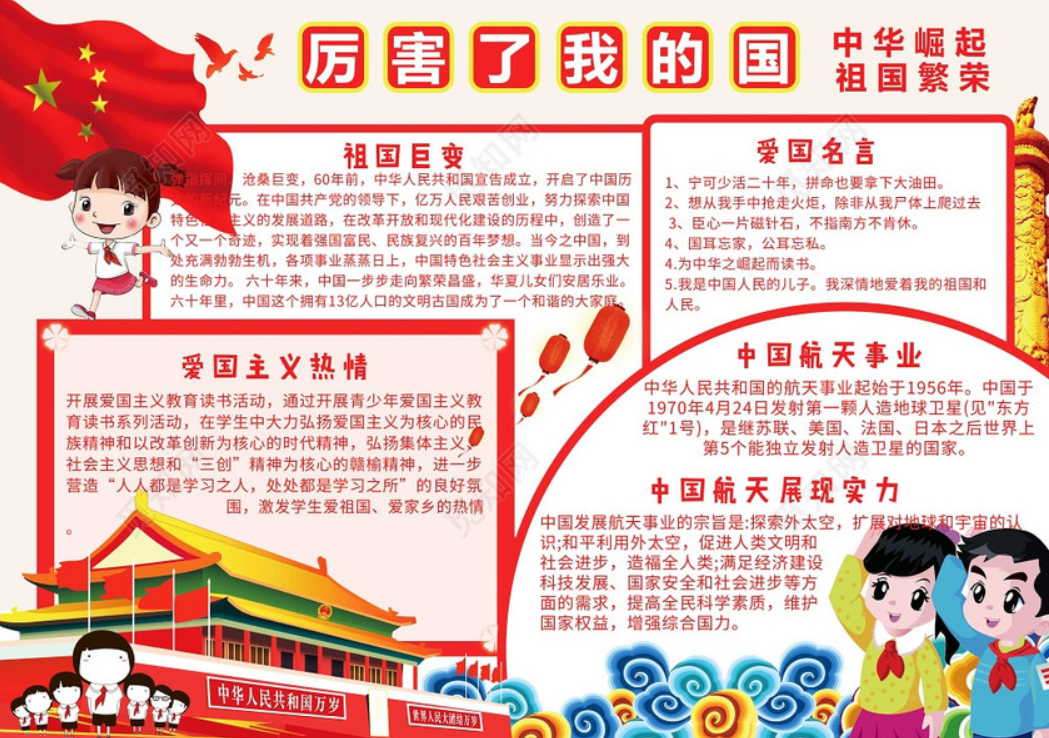 厉害了我的国
中华崛起
祖国繁荣
祖国巨变
弹指挥间，沧桑巨变，60年前，中华人民共和国宣告成立，开启了中国历
新纪元。在中国共产党的领导下，亿万人民艰苦创业，努力探索中国
特色 主义的发展道路，在改革开放和现代化建设的历程中，创造了一
个又一个奇迹，实现着强国富民、民族复兴的百年梦想。当今之中国，到
处充满勃勃生机，各项事业蒸蒸日上，中国特色社会主义事业显示出强大
的生命力。 六十年来，中国一步步走向繁荣昌盛，华夏儿女们安居乐业。
六十年里，中国这个拥有13亿人口的文明古国成为了一个和谐的大家庭。
爱国名言
1、宁可少活二十年，拼命也要拿下大油田。
2、想从我手中抢走火炬，除非从我尸体上爬过去
3、臣心一片磁针石，不指南方不肯休。
4、国耳忘家，公耳忘私。
4.为中华之崛起而读书。
5.我是中国人民的儿子。我深情地爱着我的祖国和
人民。
爱国主义热情
开展爱国主义教育读书活动，通过开展青少年爱国主义教
育读书系列活动，在学生中大力弘扬爱国主义为核心的民
族精神和以改革创新为核心的时代精神，弘扬集体主义、
社会主义思想和“三创”精神为核心的赣榆精神，进一步
营造“人人都是学习之人，处处都是学习之所”的良好氛
围，激发学生爱祖国、爱家乡的热情
。
中国航天事业
中华人民共和国的航天事业起始于1956年。中国于
1970年4月24日发射第一颗人造地球卫星(见"东方
红"1号)，是继苏联、美国、法国、日本之后世界上
第5个能独立发射人造卫星的国家。
中国航天展现实力
中国发展航天事业的宗旨是:探索外太空，扩展对地球和宇宙的认
识;和平利用外太空，促进人类文明和
社会进步，造福全人类;满足经济建设
科技发展、国家安全和社会进步等方
面的需求，提高全民科学素质，维护
国家权益，增强综合国力。
中华人民共和国万岁
世界人民大团结万岁
觅知网